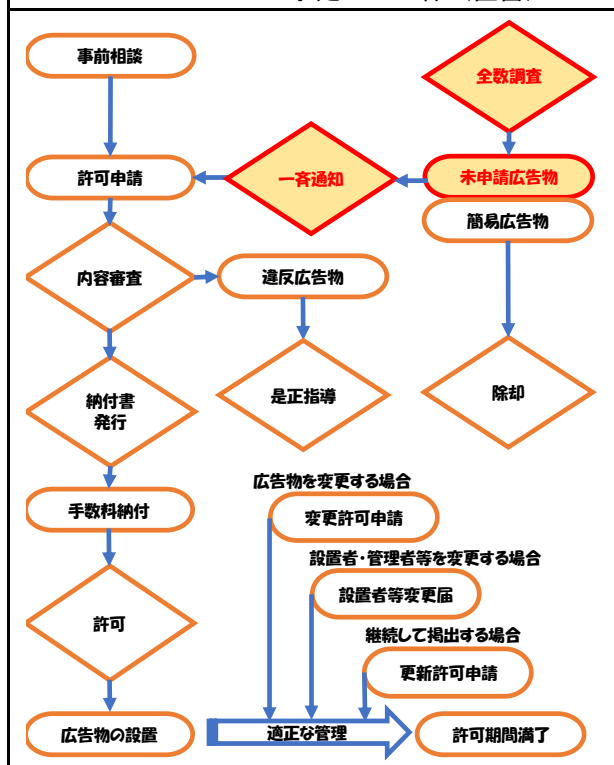 事前相談
全数調査
許可申請
一斉通知
未申請広告物
簡易広告物
内容審査
違反広告物
納付書
発行
是正指導
除却
広告物を変更する場合
手数料納付
変更許可申請
設置者・管理者等を変更する場合
設置者等変更届
許可
継続して掲出する場合
更新許可申請
広告物の設置
適正な管理
許可期間満了